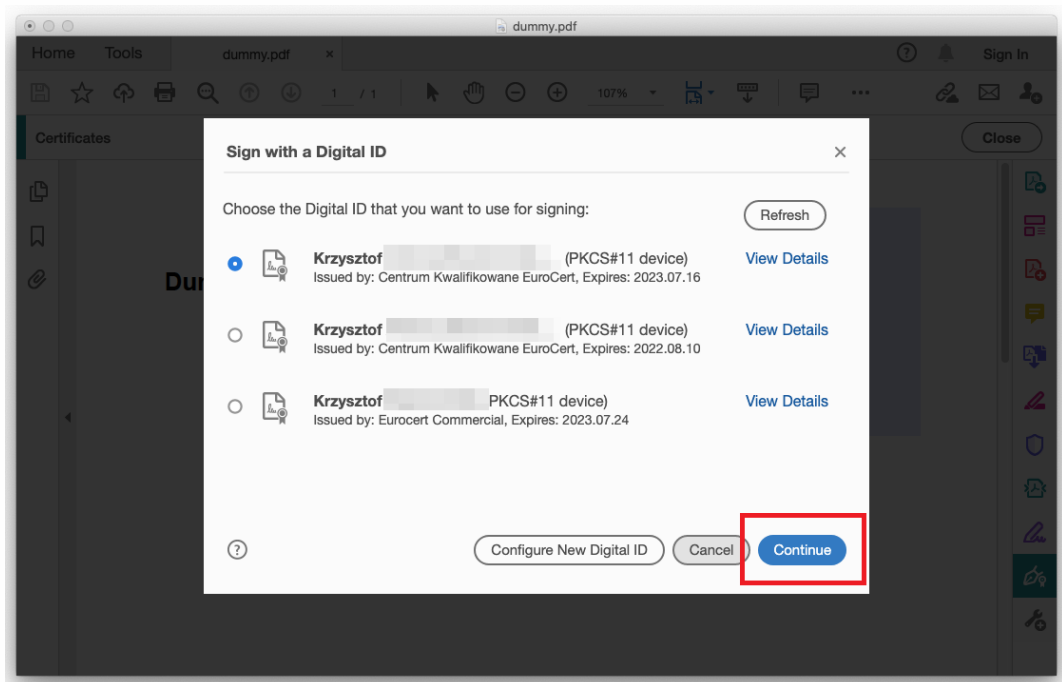 dummy.pdf
Home Tools dummy.pdf × ? Sign In
1 / 1 107%
Certificates Close
Sign with a Digital ID
Choose the Digital ID that you want to use for signing: Refresh
Krzysztof (PKCS#11 device) View Details
Issued by: Centrum Kwalifikowane EuroCert, Expires: 2023.07.16
Du
Krzysztof (PKCS#11 device) View Details
Issued by: Centrum Kwalifikowane EuroCert, Expires: 2022.08.10
Krzysztof PKCS#11 device) View Details
Issued by: Eurocert Commercial, Expires: 2023.07.24
? Configure New Digital ID Cancel Continue